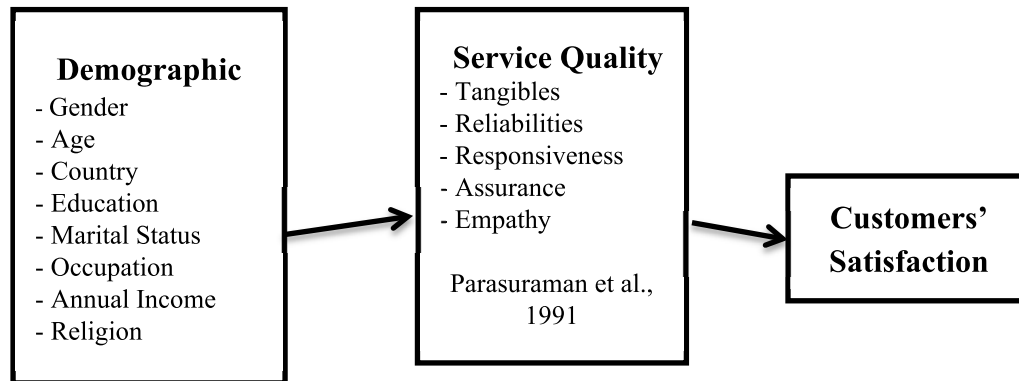 Demographic
- Gender
- Age
- Country
- Education
- Marital Status
- Occupation
- Annual Income
- Religion
Service Quality
- Tangibles
- Reliabilities
- Responsiveness
- Assurance
- Empathy
Parasuraman et al.,
1991
Customers’
Satisfaction